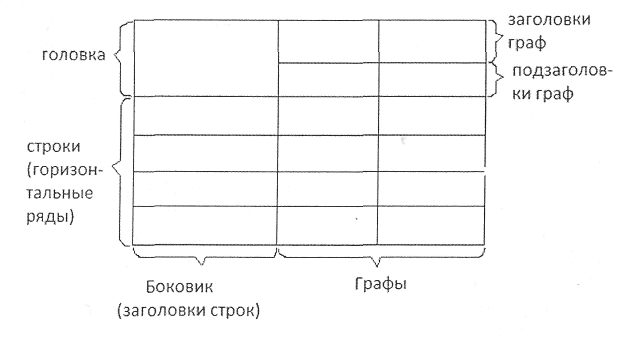 заголовки
граф
головка
подзаголов-
ки граф
строки
(горизон-
тальные
ряды)
Боковик
(заголовки строк)
Графы